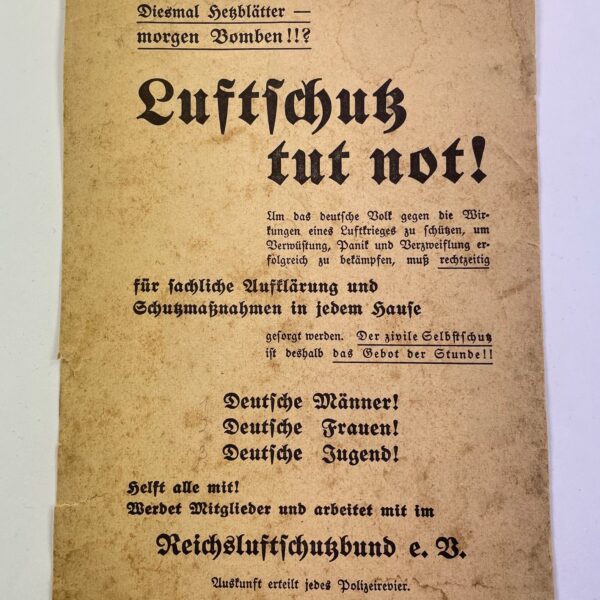 Diesmal Hetzblätter —
morgen Bomben!!?
Luftschutz
tut not!
Um das deutsche Volk gegen die Wir-
kungen eines Luftkrieges zu schützen, um
Verwüstung, Panik und Verzweiflung er-
folgreich zu bekämpfen, muß rechtzeitig
für sachliche Aufklärung und
Schutzmaßnahmen in jedem Hause
gesorgt werden. Der zivile Selbstschutz
ist deshalb das Gebot der Stunde!!
Deutsche Männer!
Deutsche Frauen!
Deutsche Jugend!
Helft alle mit!
Werdet Mitglieder und arbeitet mit im
Reichsluftschutzbund e. V.
Auskunft erteilt jedes Polizeirevier.